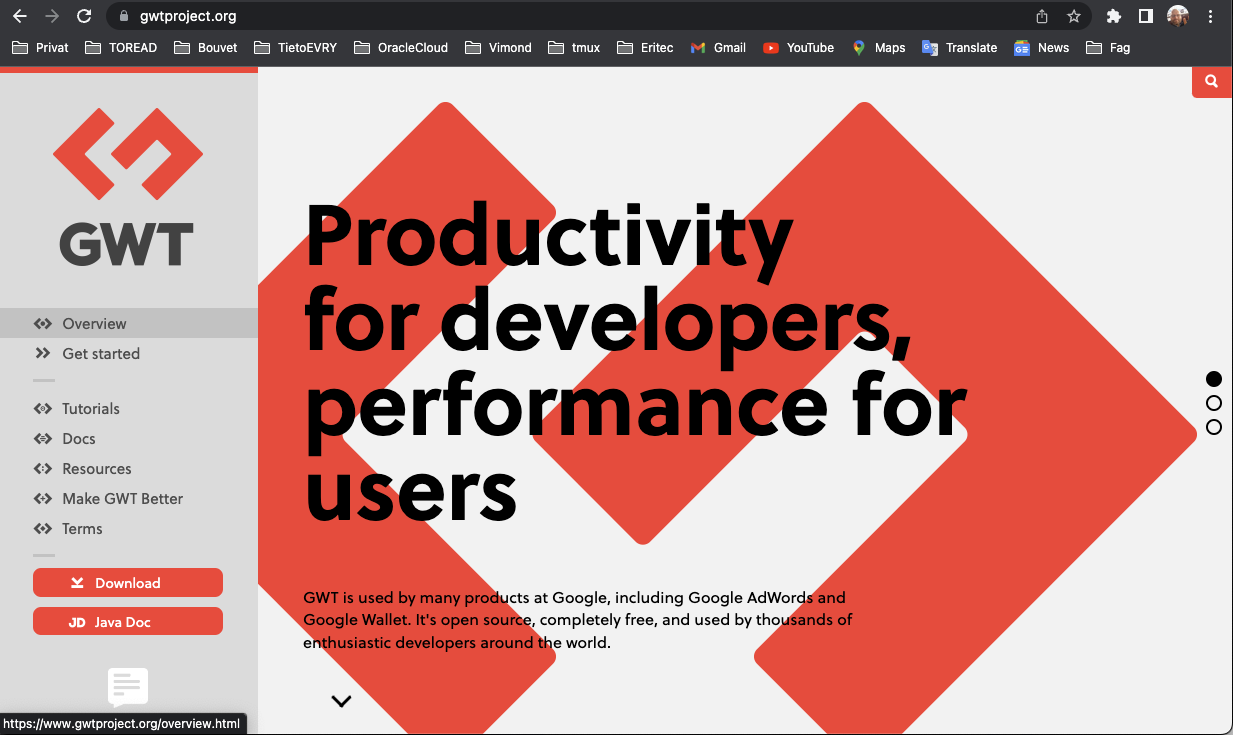 gwtproject.org
Privat TOREAD Bouvet TietoEVRY OracleCloud Vimond tmux Eritec Gmail YouTube Maps Translate News Fag
GWT
Overview
Get started
Tutorials
Docs
Resources
Make GWT Better
Terms
Download
JD Java Doc
https://www.gwtproject.org/overview.html
Productivity
for developers,
performance for
users
GWT is used by many products at Google, including Google AdWords and
Google Wallet. It's open source, completely free, and used by thousands of
enthusiastic developers around the world.